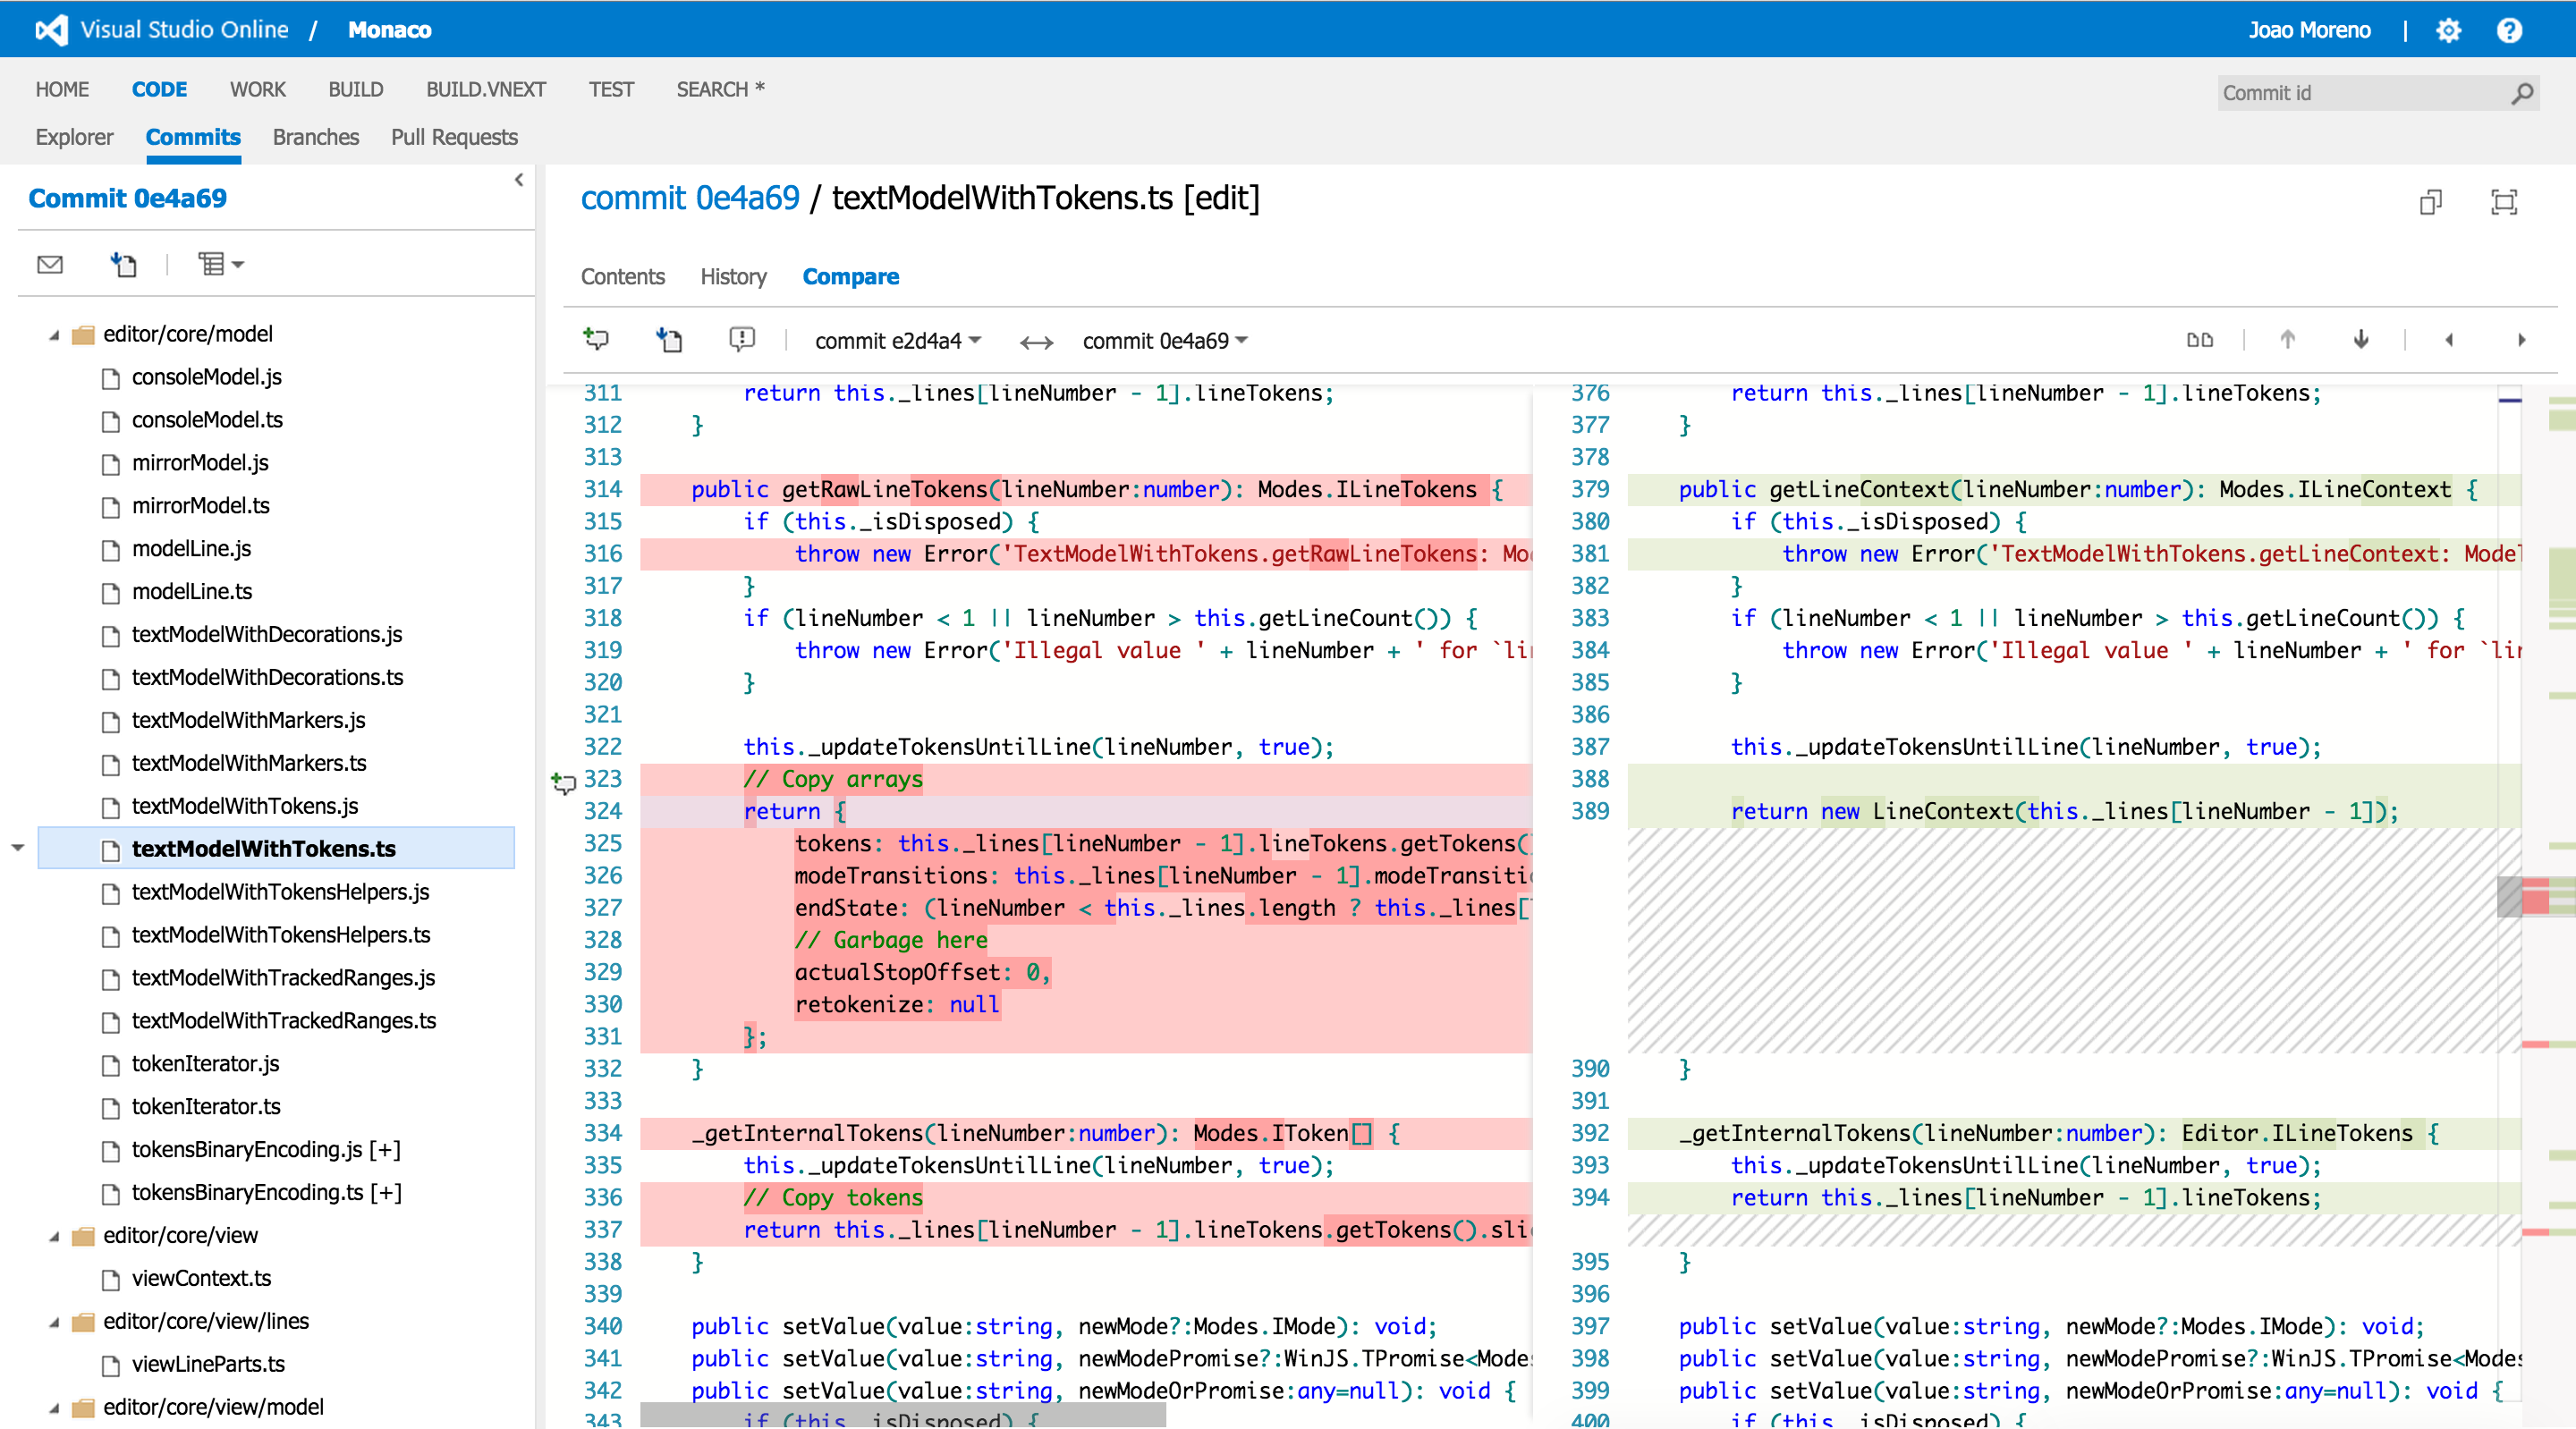 Visual Studio Online / Monaco
Joao Moreno |
HOME CODE WORK BUILD BUILD.VNEXT TEST SEARCH *
Commit id
Explorer Commits Branches Pull Requests
Commit 0e4a69
editor/core/model
consoleModel.js
consoleModel.ts
mirrorModel.js
mirrorModel.ts
modelLine.js
modelLine.ts
textModelWithDecorations.js
textModelWithDecorations.ts
textModelWithMarkers.js
textModelWithMarkers.ts
textModelWithTokens.js
textModelWithTokens.ts
textModelWithTokensHelpers.js
textModelWithTokensHelpers.ts
textModelWithTrackedRanges.js
textModelWithTrackedRanges.ts
tokenIterator.js
tokenIterator.ts
tokensBinaryEncoding.js [+]
tokensBinaryEncoding.ts [+]
editor/core/view
viewContext.ts
editor/core/view/lines
viewLineParts.ts
editor/core/view/model
commit 0e4a69 / textModelWithTokens.ts [edit]
Contents History Compare
commit e2d4a4 commit 0e4a69
311 return this._lines[lineNumber - 1].lineTokens;
312 }
313
314 public getRawLineTokens(lineNumber:number): Modes.ILineTokens {
315 if (this._isDisposed) {
316 throw new Error('TextModelWithTokens.getRawLineTokens: Mo
317 }
318 if (lineNumber < 1 || lineNumber > this.getLineCount()) {
319 throw new Error('Illegal value ' + lineNumber + ' for `li
320 }
321
322 this._updateTokensUntilLine(lineNumber, true);
323 // Copy arrays
324 return {
325 tokens: this._lines[lineNumber - 1].lineTokens.getTokens(
326 modeTransitions: this._lines[lineNumber - 1].modeTransiti
327 endState: (lineNumber < this._lines.length ? this._lines[
328 // Garbage here
329 actualStopOffset: 0,
330 retokenize: null
331 };
332 }
333
334 _getInternalTokens(lineNumber:number): Modes.IToken[] {
335 this._updateTokensUntilLine(lineNumber, true);
336 // Copy tokens
337 return this._lines[lineNumber - 1].lineTokens.getTokens().sli
338 }
339
340 public setValue(value:string, newMode?:Modes.IMode): void;
341 public setValue(value:string, newModePromise?:WinJS.TPromise<Modes
342 public setValue(value:string, newModeOrPromise:any=null): void {
343 if (this._isDisposed) {
376 return this._lines[lineNumber - 1].lineTokens;
377 }
378
379 public getLineContext(lineNumber:number): Modes.ILineContext {
380 if (this._isDisposed) {
381 throw new Error('TextModelWithTokens.getLineContext: Model
382 }
383 if (lineNumber < 1 || lineNumber > this.getLineCount()) {
384 throw new Error('Illegal value ' + lineNumber + ' for `lin
385 }
386
387 this._updateTokensUntilLine(lineNumber, true);
388
389 return new LineContext(this._lines[lineNumber - 1]);
390 }
391
392 _getInternalTokens(lineNumber:number): Editor.ILineTokens {
393 this._updateTokensUntilLine(lineNumber, true);
394 return this._lines[lineNumber - 1].lineTokens;
395 }
396
397 public setValue(value:string, newMode?:Modes.IMode): void;
398 public setValue(value:string, newModePromise?:WinJS.TPromise<Modes
399 public setValue(value:string, newModeOrPromise:any=null): void {
400 if (this._isDisposed) {